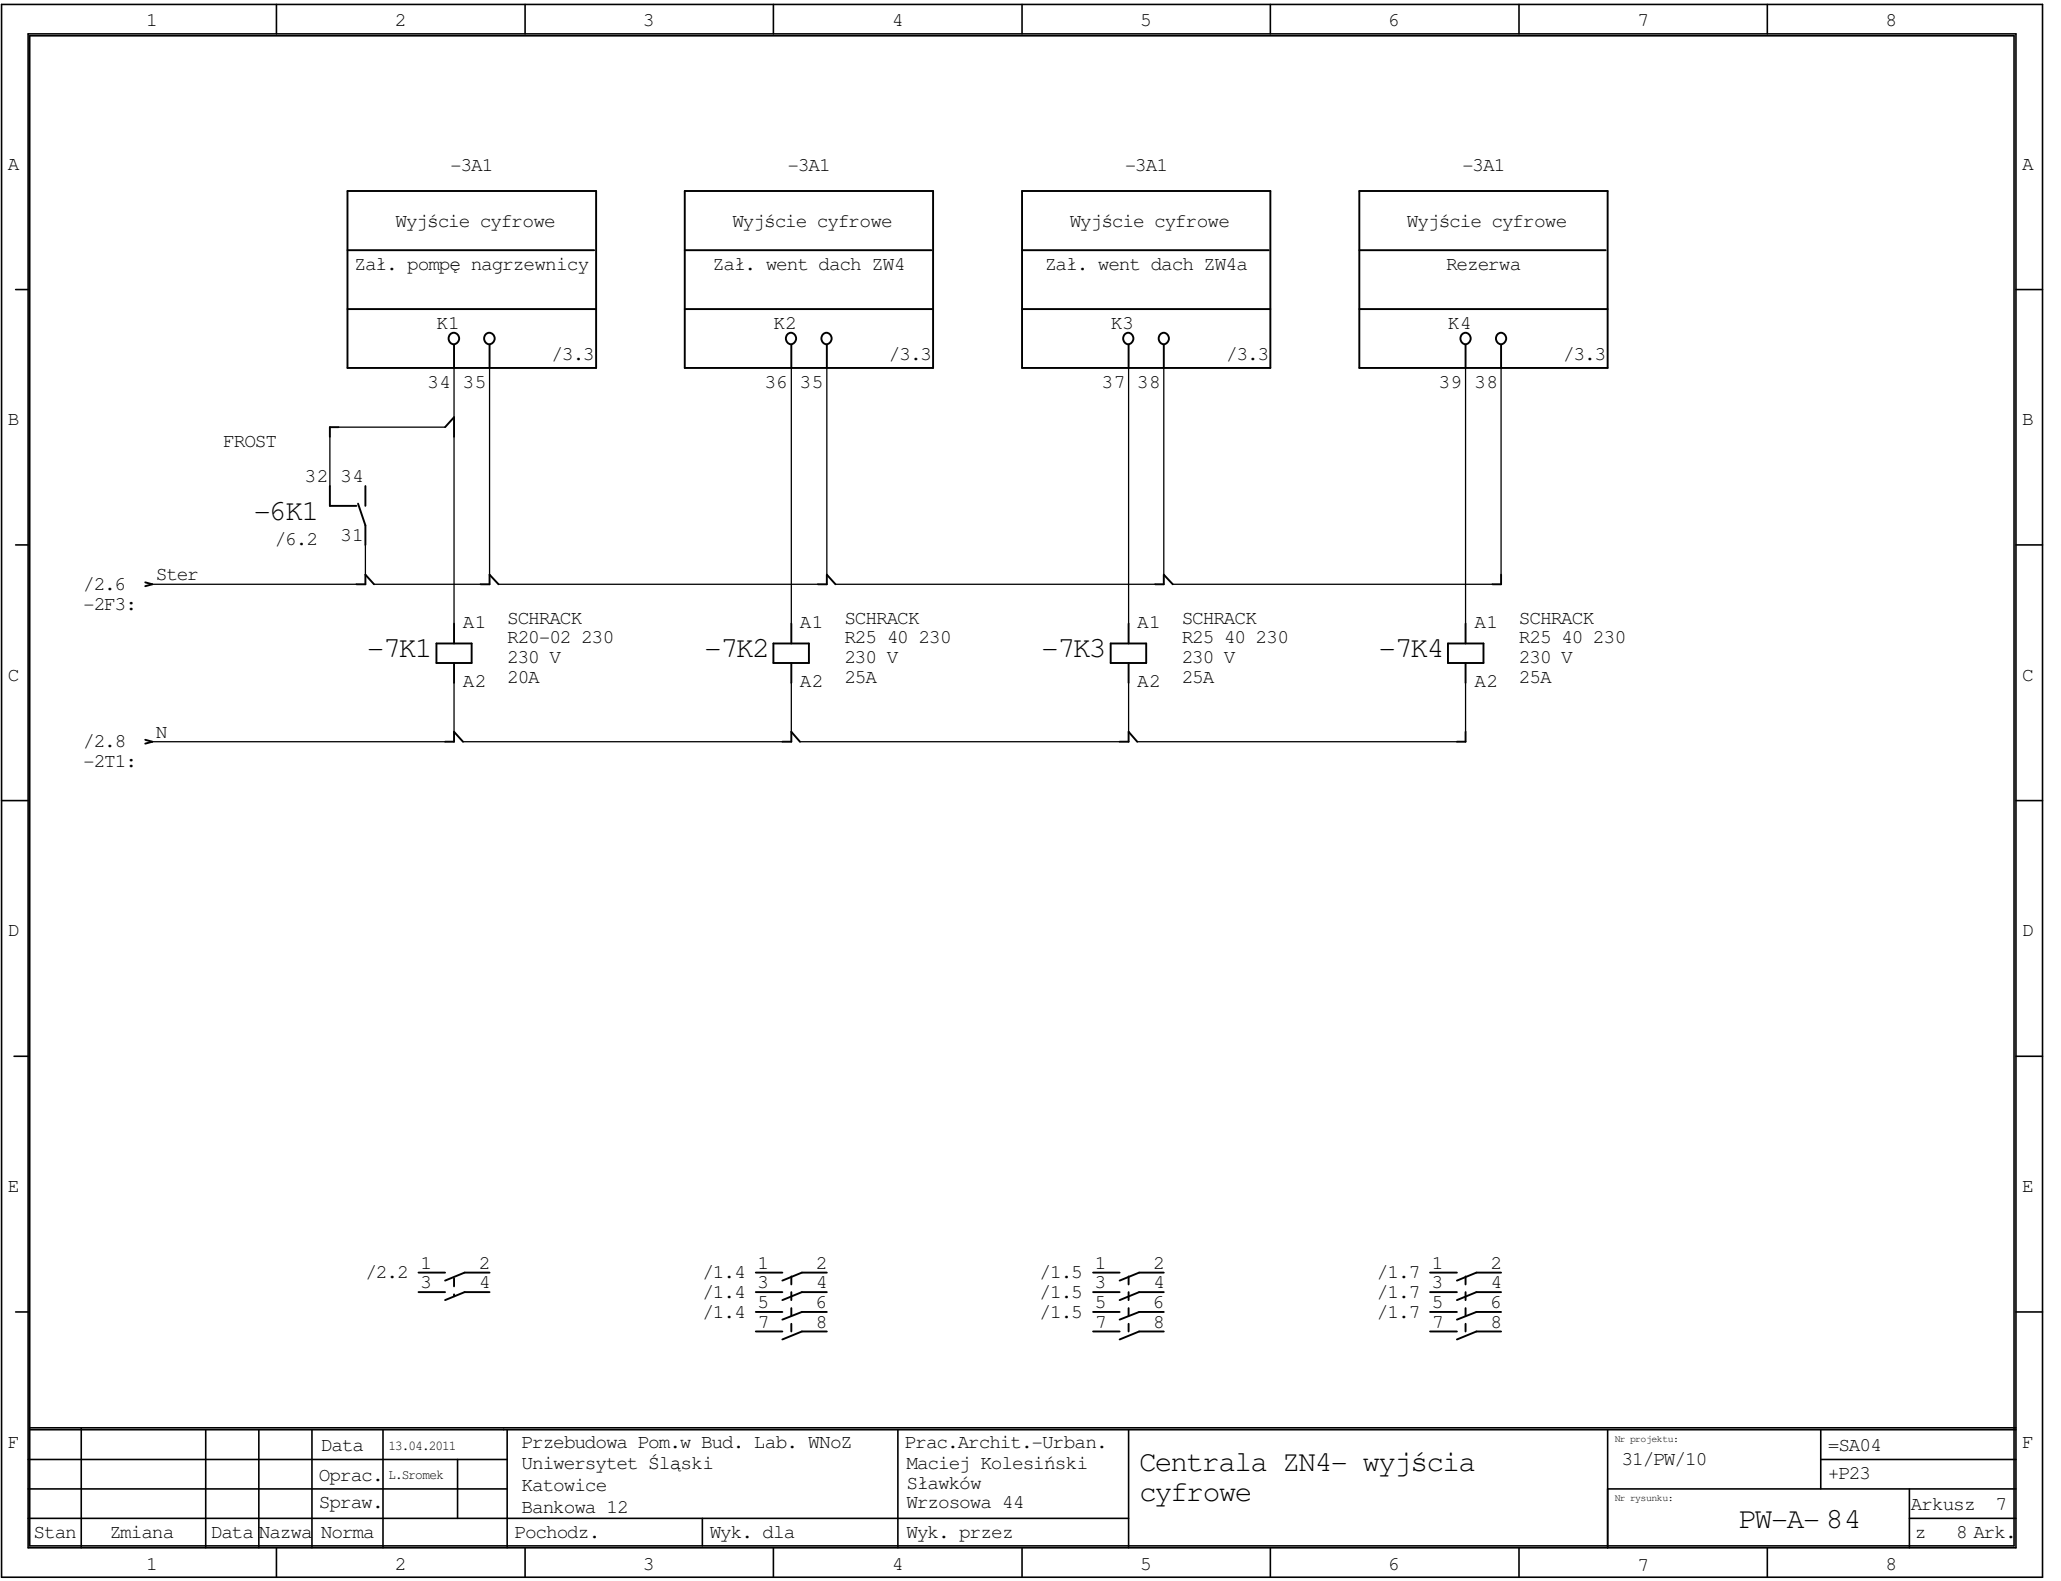 1 2 3 4 5 6 7 8
A A
-3A1 -3A1 -3A1 -3A1
Wyjście cyfrowe Wyjście cyfrowe Wyjście cyfrowe Wyjście cyfrowe
Zał. pompę nagrzewnicy Zał. went dach ZW4 Zał. went dach ZW4a Rezerwa
K1 K2 K3 K4
/3.3 /3.3 /3.3 /3.3
34 35 36 35 37 38 39 38
B B
FROST
32 34
-6K1
/6.2 31
Ster
/2.6
-2F3:
A1 SCHRACK A1 SCHRACK A1 SCHRACK A1 SCHRACK
R20-02 230 R25 40 230 R25 40 230 R25 40 230
-7K1 230 V -7K2 230 V -7K3 230 V -7K4 230 V
A2 20A A2 25A A2 25A A2 25A
C C
N
/2.8
-2T1:
D D
E E
/2.2 1 2 /1.4 1 2 /1.5 1 2 /1.7 1 2
3 4 /1.4 3 4 /1.5 3 4 /1.7 3 4
/1.4 5 6 /1.5 5 6 /1.7 5 6
7 8 7 8 7 8
F F
Data 13.04.2011
Oprac. L.Sromek
Spraw.
Stan Zmiana Data Nazwa Norma
Przebudowa Pom.w Bud. Lab. WNoZ
Uniwersytet Śląski
Katowice
Bankowa 12
Pochodz. Wyk. dla
Prac.Archit.-Urban.
Maciej Kolesiński
Sławków
Wrzosowa 44
Wyk. przez
Centrala ZN4- wyjścia
cyfrowe
Nr projektu:
31/PW/10
=SA04
+P23
Nr rysunku:
PW-A- 84
Arkusz 7
z 8 Ark.
1 2 3 4 5 6 7 8